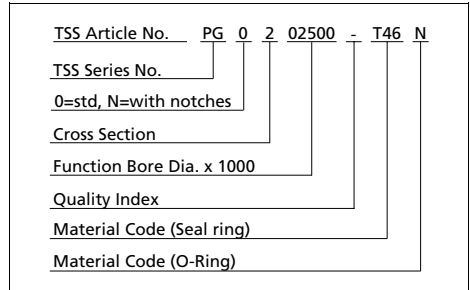 TSS Article No. PG 0 2 02500 - T46 N
TSS Series No.
0=std, N=with notches
Cross Section
Function Bore Dia. x 1000
Quality Index
Material Code (Seal ring)
Material Code (O-Ring)